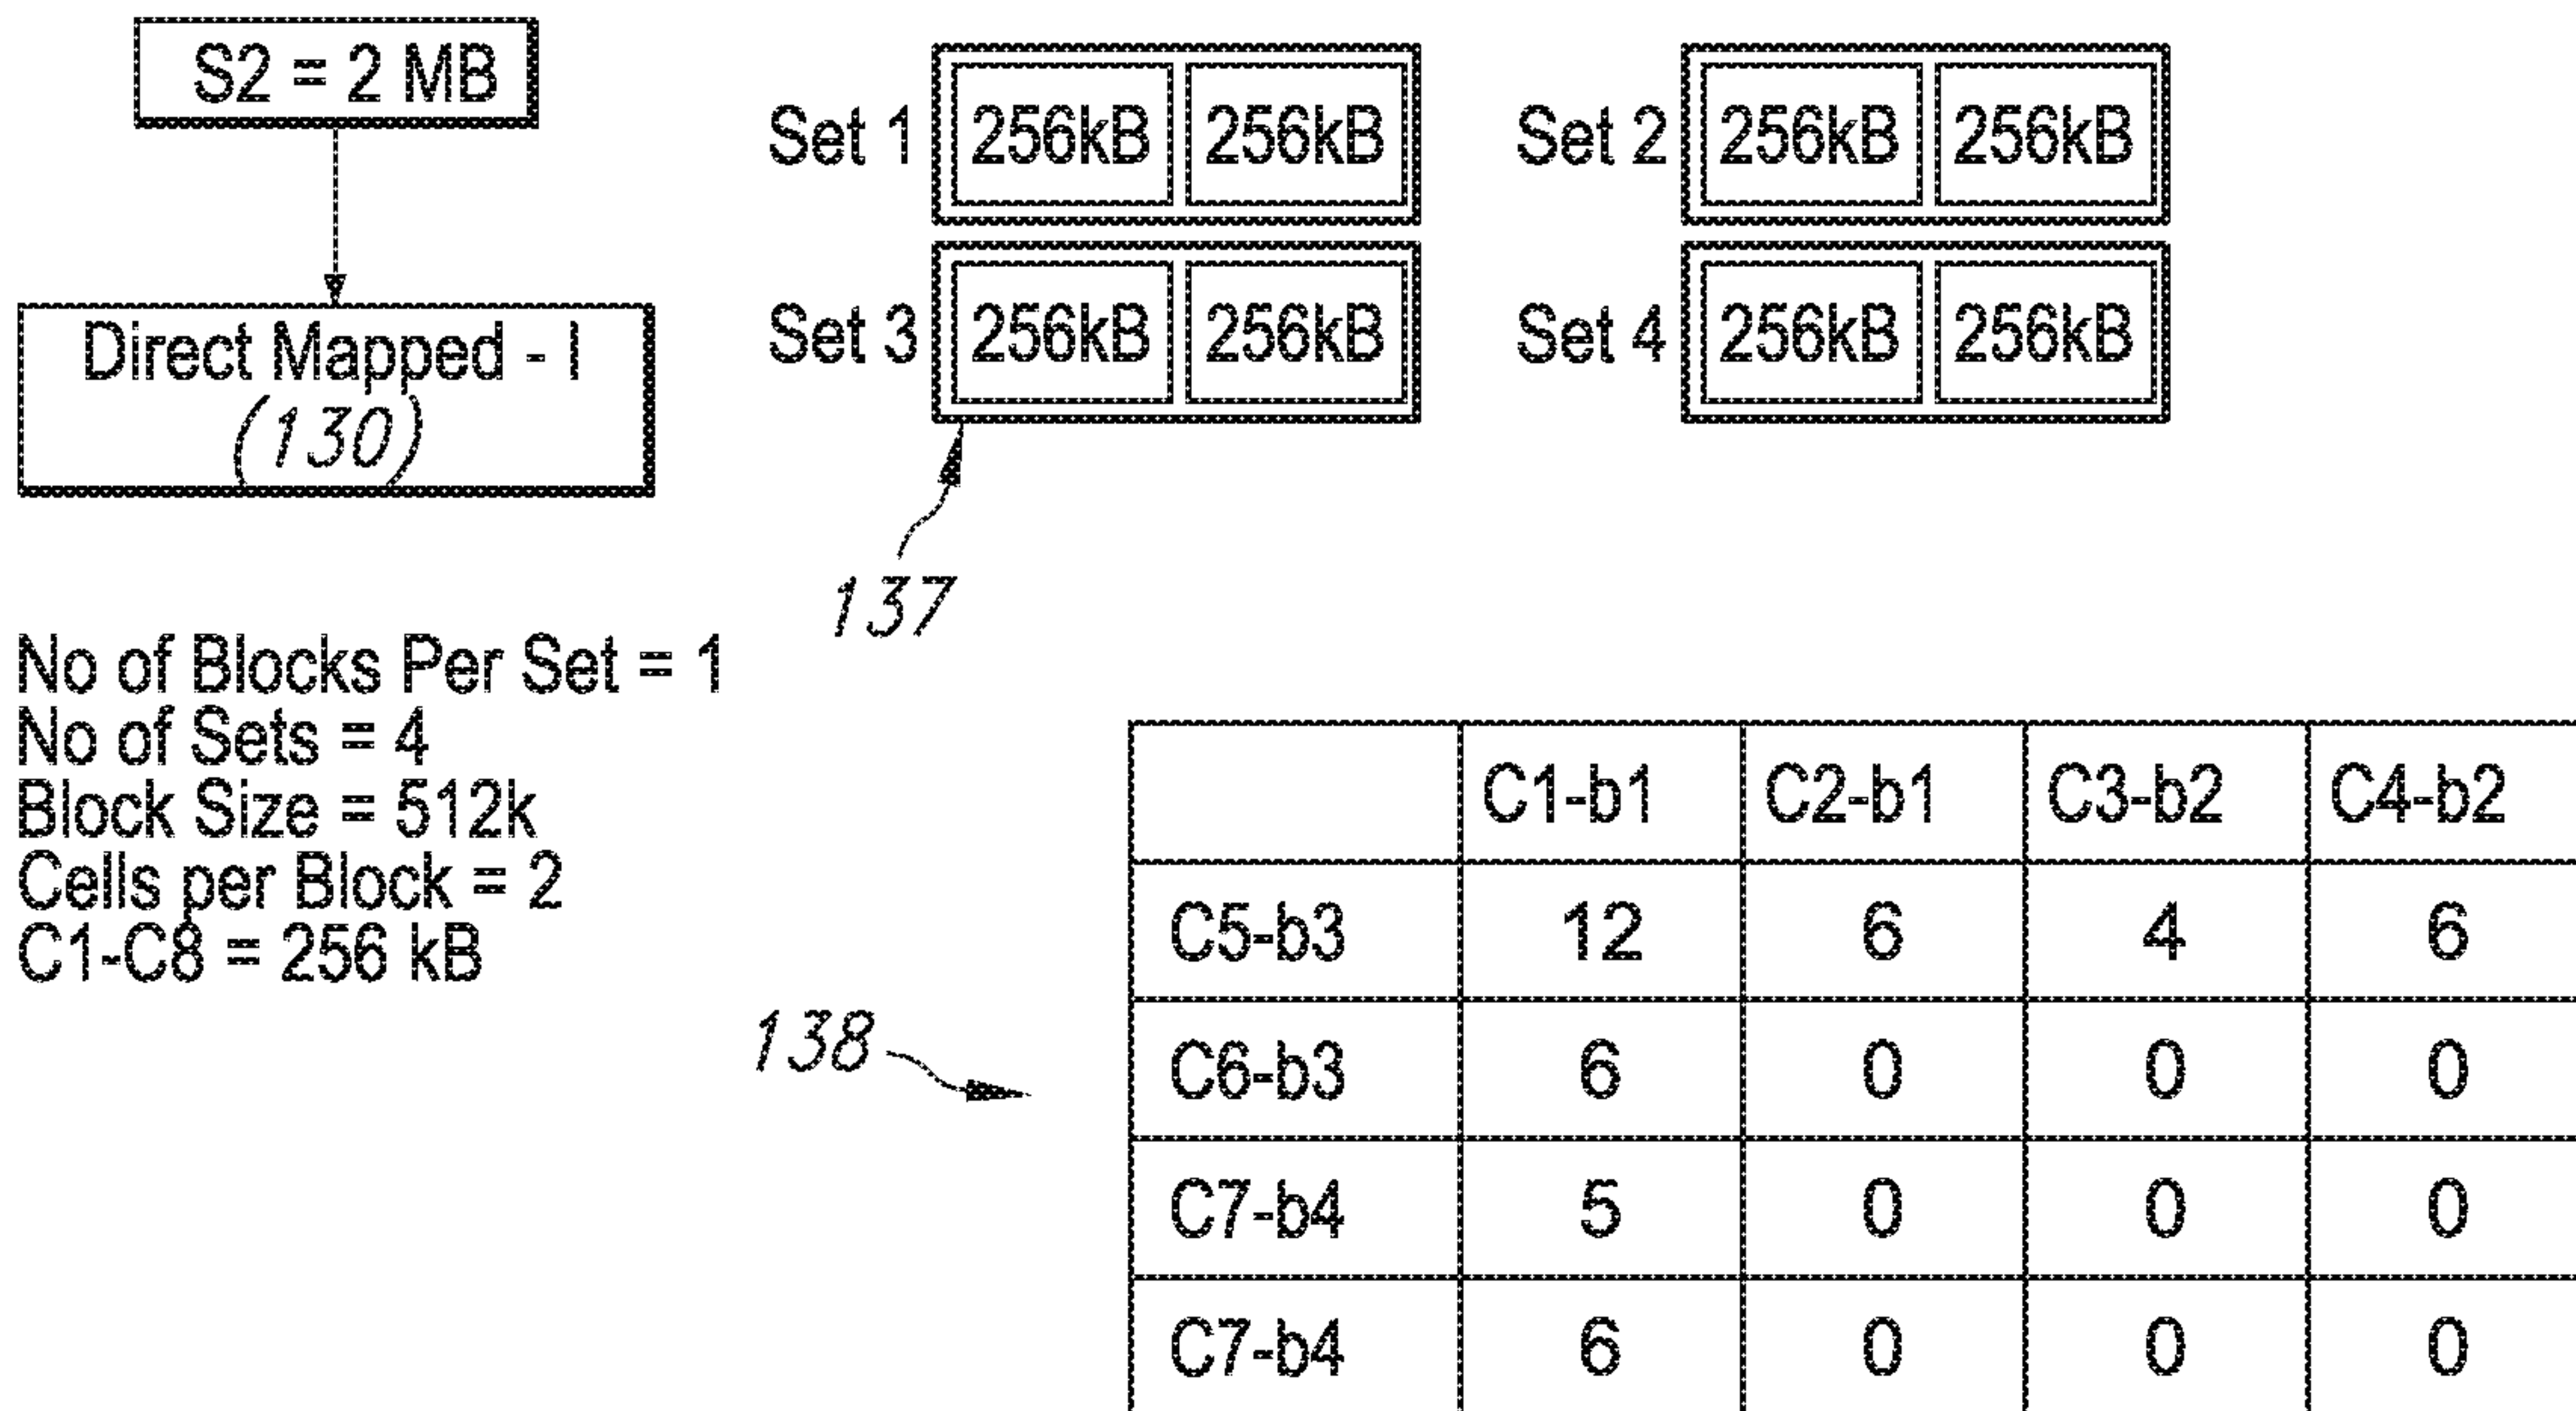 S2 = 2 MB
Direct Mapped - I
(130)
Set 1 256kB 256kB Set 2 256kB 256kB
Set 3 256kB 256kB Set 4 256kB 256kB
137
No of Blocks Per Set = 1
No of Sets = 4
Block Size = 512k
Cells per Block = 2
C1-C8 = 256 kB
138
C1-b1 C2-b1 C3-b2 C4-b2
C5-b3 12 6 4 6
C6-b3 6 0 0 0
C7-b4 5 0 0 0
C7-b4 6 0 0 0